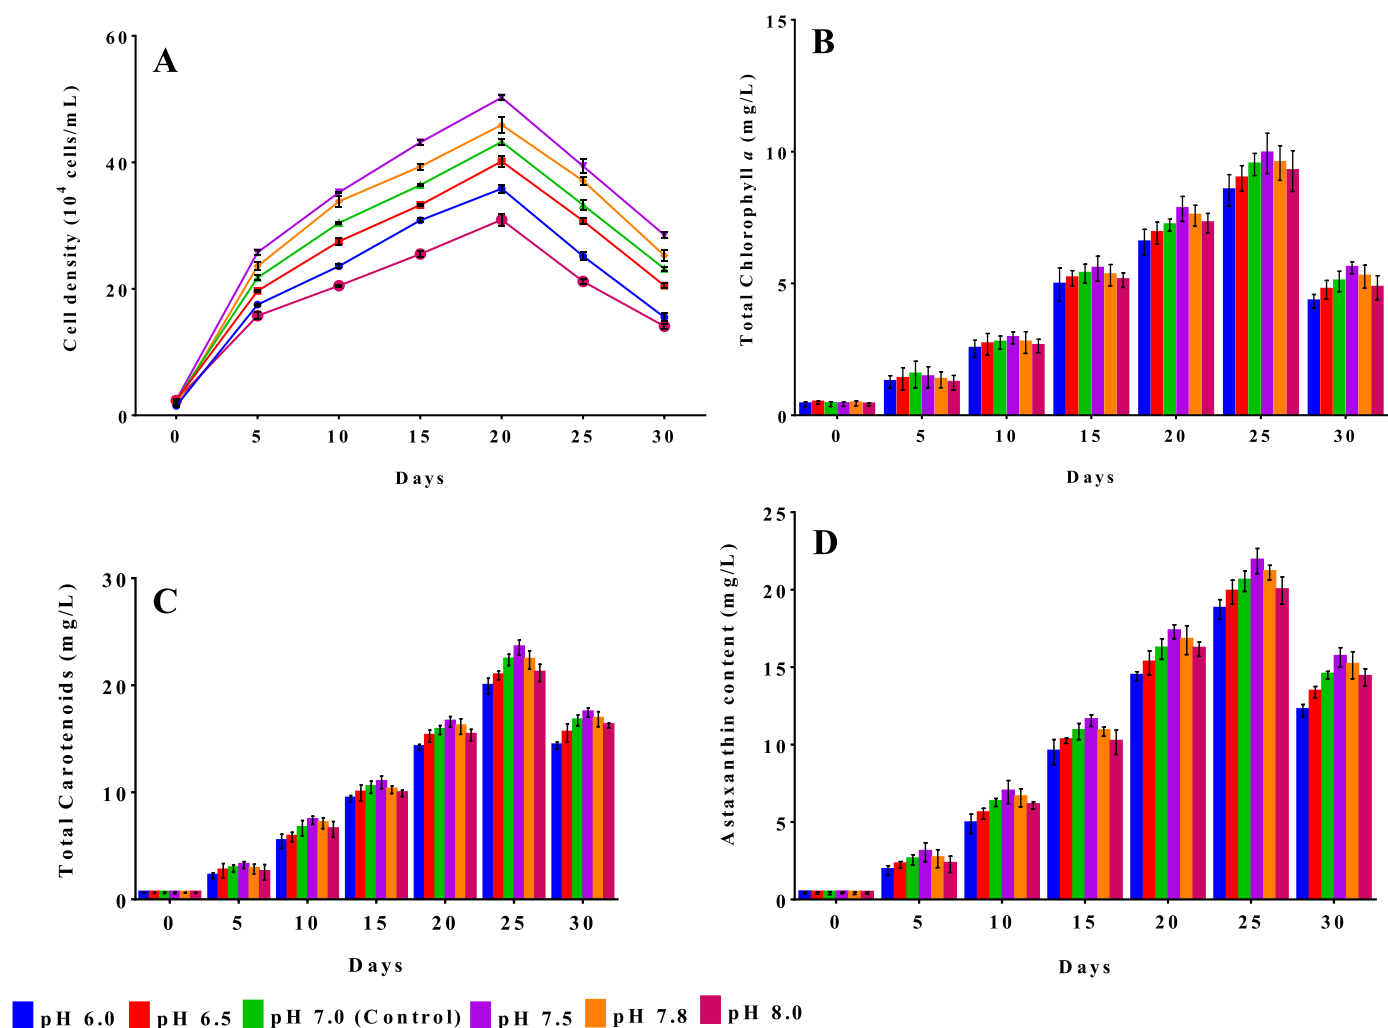 A
Cell density (10^4 cells/mL)
60
40
20
0
0 5 10 15 20 25 30
Days
B
Total Chlorophyll a (mg/L)
15
10
5
0
0 5 10 15 20 25 30
Days
C
Total Carotenoids (mg/L)
30
20
10
0
0 5 10 15 20 25 30
Days
D
Astaxanthin content (mg/L)
25
20
15
10
5
0
0 5 10 15 20 25 30
Days
pH 6.0 pH 6.5 pH 7.0 (Control) pH 7.5 pH 7.8 pH 8.0